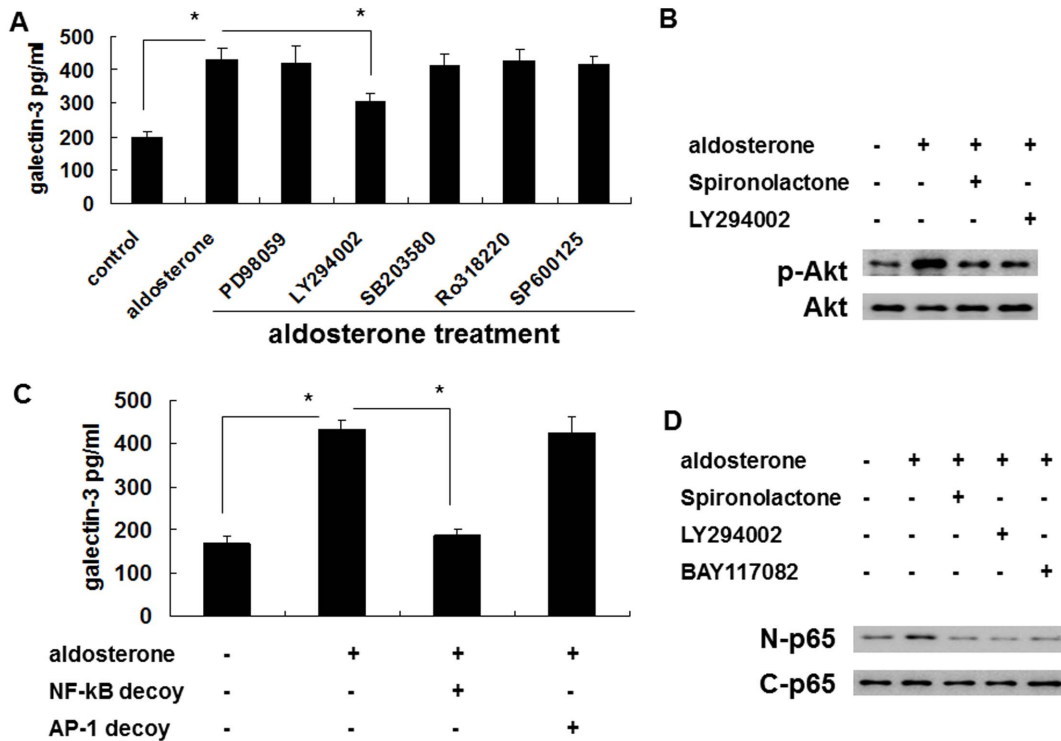 A
galectin-3 pg/ml
500
400
300
200
100
0
* *
control
aldosterone
PD98059
LY294002
SB203580
Ro318220
SP600125
aldosterone treatment
B
aldosterone - + + +
Spironolactone - - + -
LY294002 - - - +
p-Akt
Akt
C
galectin-3 pg/ml
500
400
300
200
100
0
* *
aldosterone - + + +
NF-kB decoy - - + -
AP-1 decoy - - - +
D
aldosterone - + + + +
Spironolactone - - + - -
LY294002 - - - + -
BAY117082 - - - - +
N-p65
C-p65